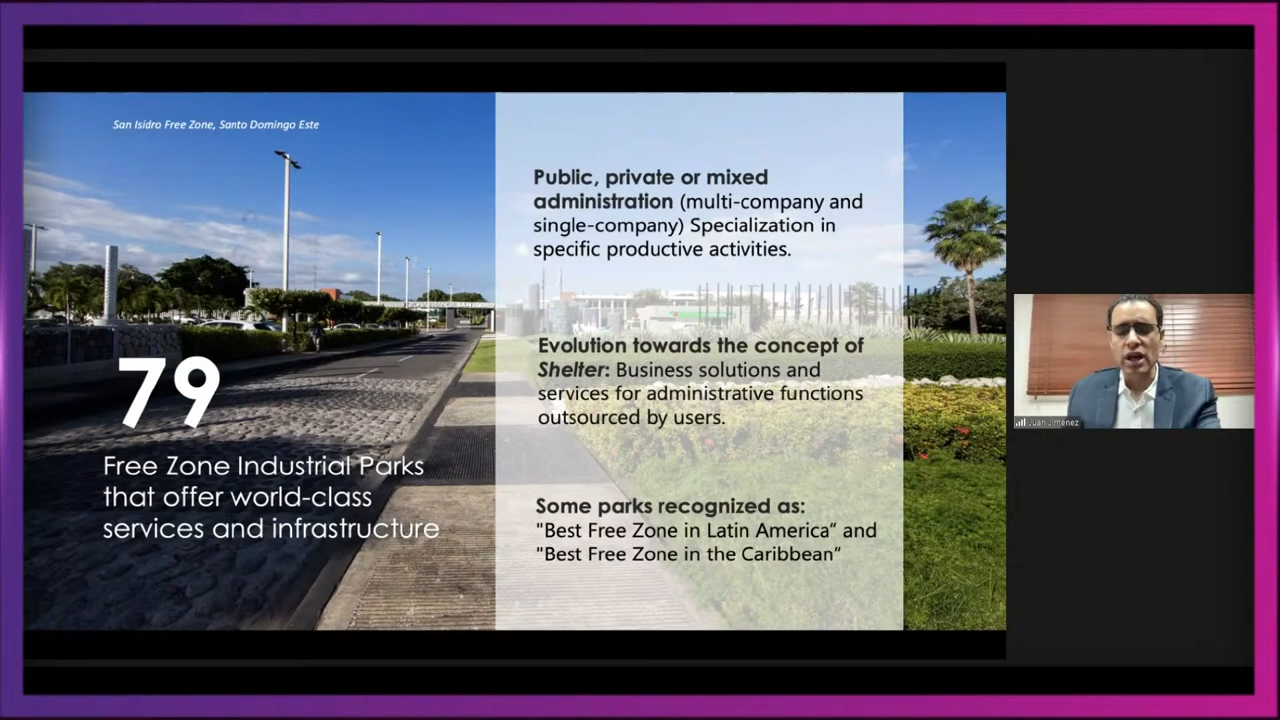 San Isidro Free Zone, Santo Domingo Este
79
Free Zone Industrial Parks
that offer world-class
services and infrastructure
Public, private or mixed
administration (multi-company and
single-company) Specialization in
specific productive activities.
Evolution towards the concept of
Shelter: Business solutions and
services for administrative functions
outsourced by users.
Some parks recognized as:
"Best Free Zone in Latin America“ and
"Best Free Zone in the Caribbean“
Juan Jiménez